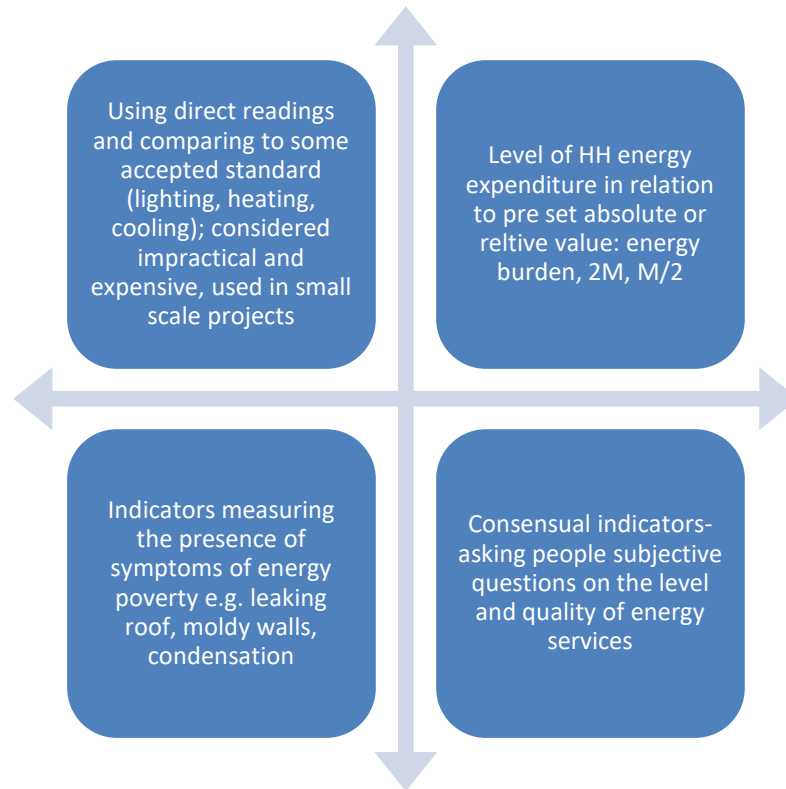 Using direct readings
and comparing to some
accepted standard
(lighting, heating,
cooling); considered
impractical and
expensive, used in small
scale projects
Level of HH energy
expenditure in relation
to pre set absolute or
reltive value: energy
burden, 2M, M/2
Indicators measuring
the presence of
symptoms of energy
poverty e.g. leaking
roof, moldy walls,
condensation
Consensual indicators-
asking people subjective
questions on the level
and quality of energy
services